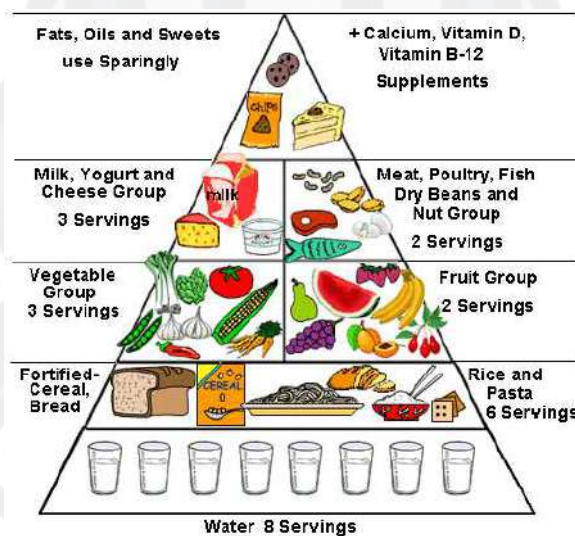 Fats, Oils and Sweets
use Sparingly
+ Calcium, Vitamin D,
Vitamin B-12
Supplements
chips
Milk, Yogurt and
Cheese Group
3 Servings
milk
Meat, Poultry, Fish
Dry Beans and
Nut Group
2 Servings
Vegetable
Group
3 Servings
Fruit Group
2 Servings
Fortified-
Cereal,
Bread
CEREAL
Rice and
Pasta
6 Servings
Water 8 Servings